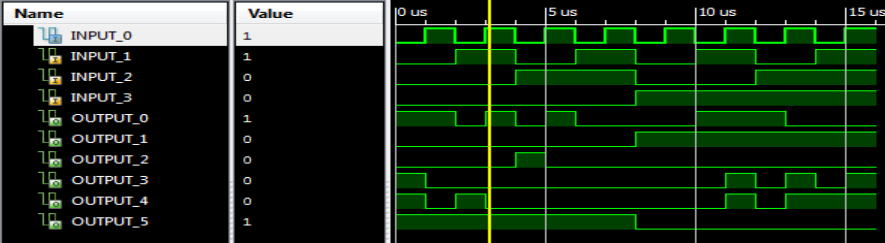 Name Value 0 us 5 us 10 us 15 us
INPUT_0 1
INPUT_1 1
INPUT_2 0
INPUT_3 0
OUTPUT_0 1
OUTPUT_1 0
OUTPUT_2 0
OUTPUT_3 0
OUTPUT_4 0
OUTPUT_5 1